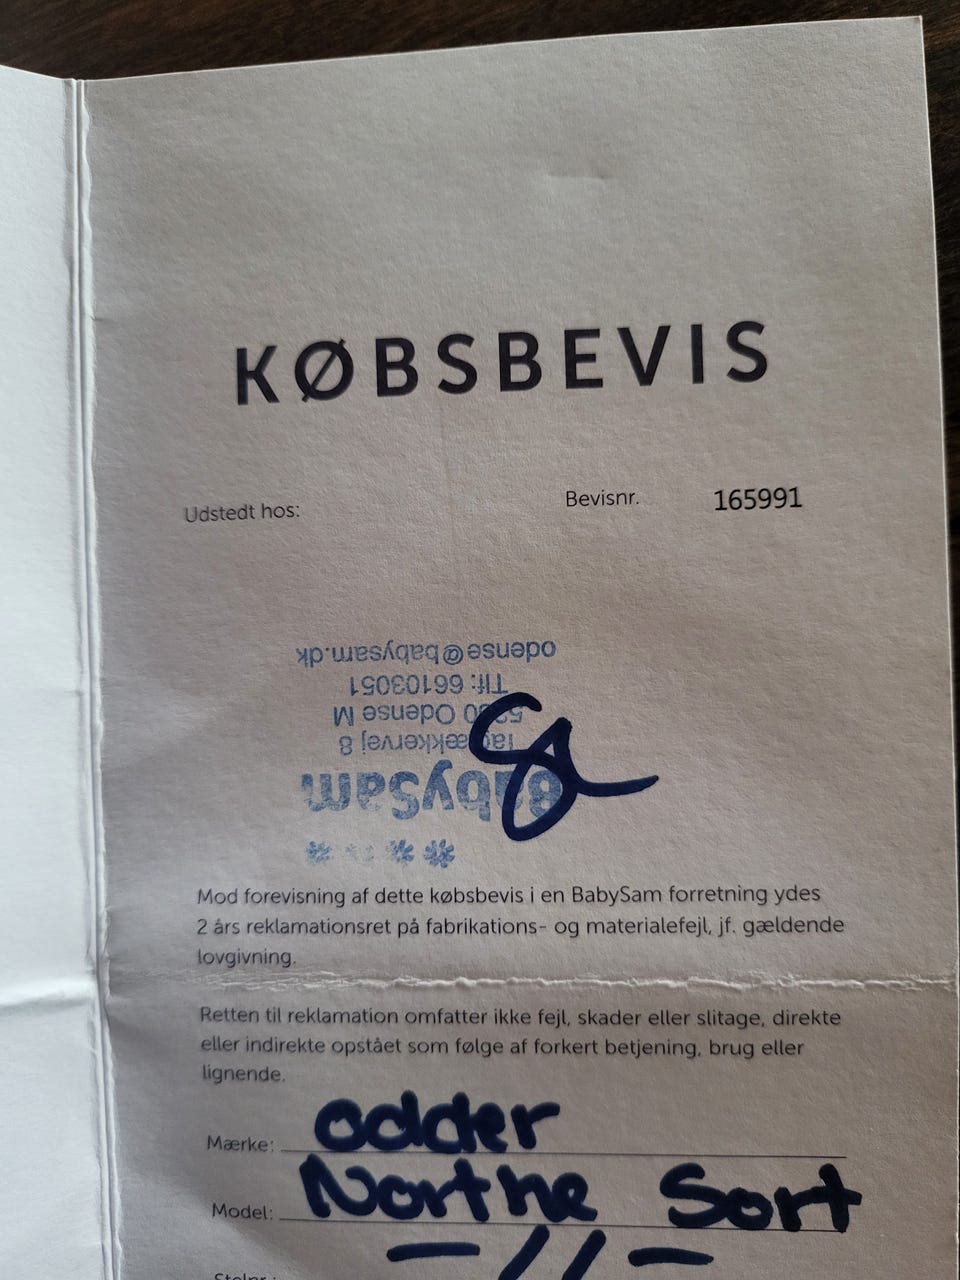 KØBSBEVIS
Udstedt hos:
Bevisnr. 165991
BabySam
8
Odense M
Tlf: 66103051
odense@babysam.dk
Mod forevisning af dette købsbevis i en BabySam forretning ydes
2 års reklamationsret på fabrikations- og materialefejl, jf. gældende
lovgivning.
Retten til reklamation omfatter ikke fejl, skader eller slitage, direkte
eller indirekte opstået som følge af forkert betjening, brug eller
lignende.
Mærke: odder
Model: Northe Sort
— // —
Stelnr.: